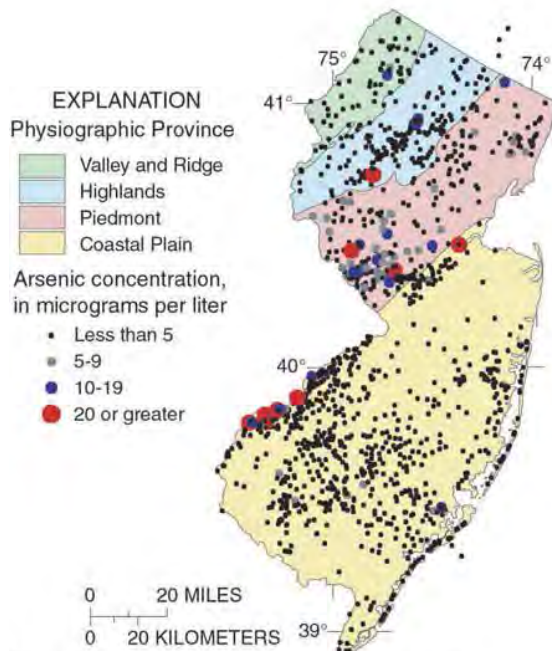 75°
74°
41°
EXPLANATION
Physiographic Province
Valley and Ridge
Highlands
Piedmont
Coastal Plain
Arsenic concentration,
in micrograms per liter
Less than 5
5-9
10-19
20 or greater
40°
0 20 MILES
0 20 KILOMETERS
39°